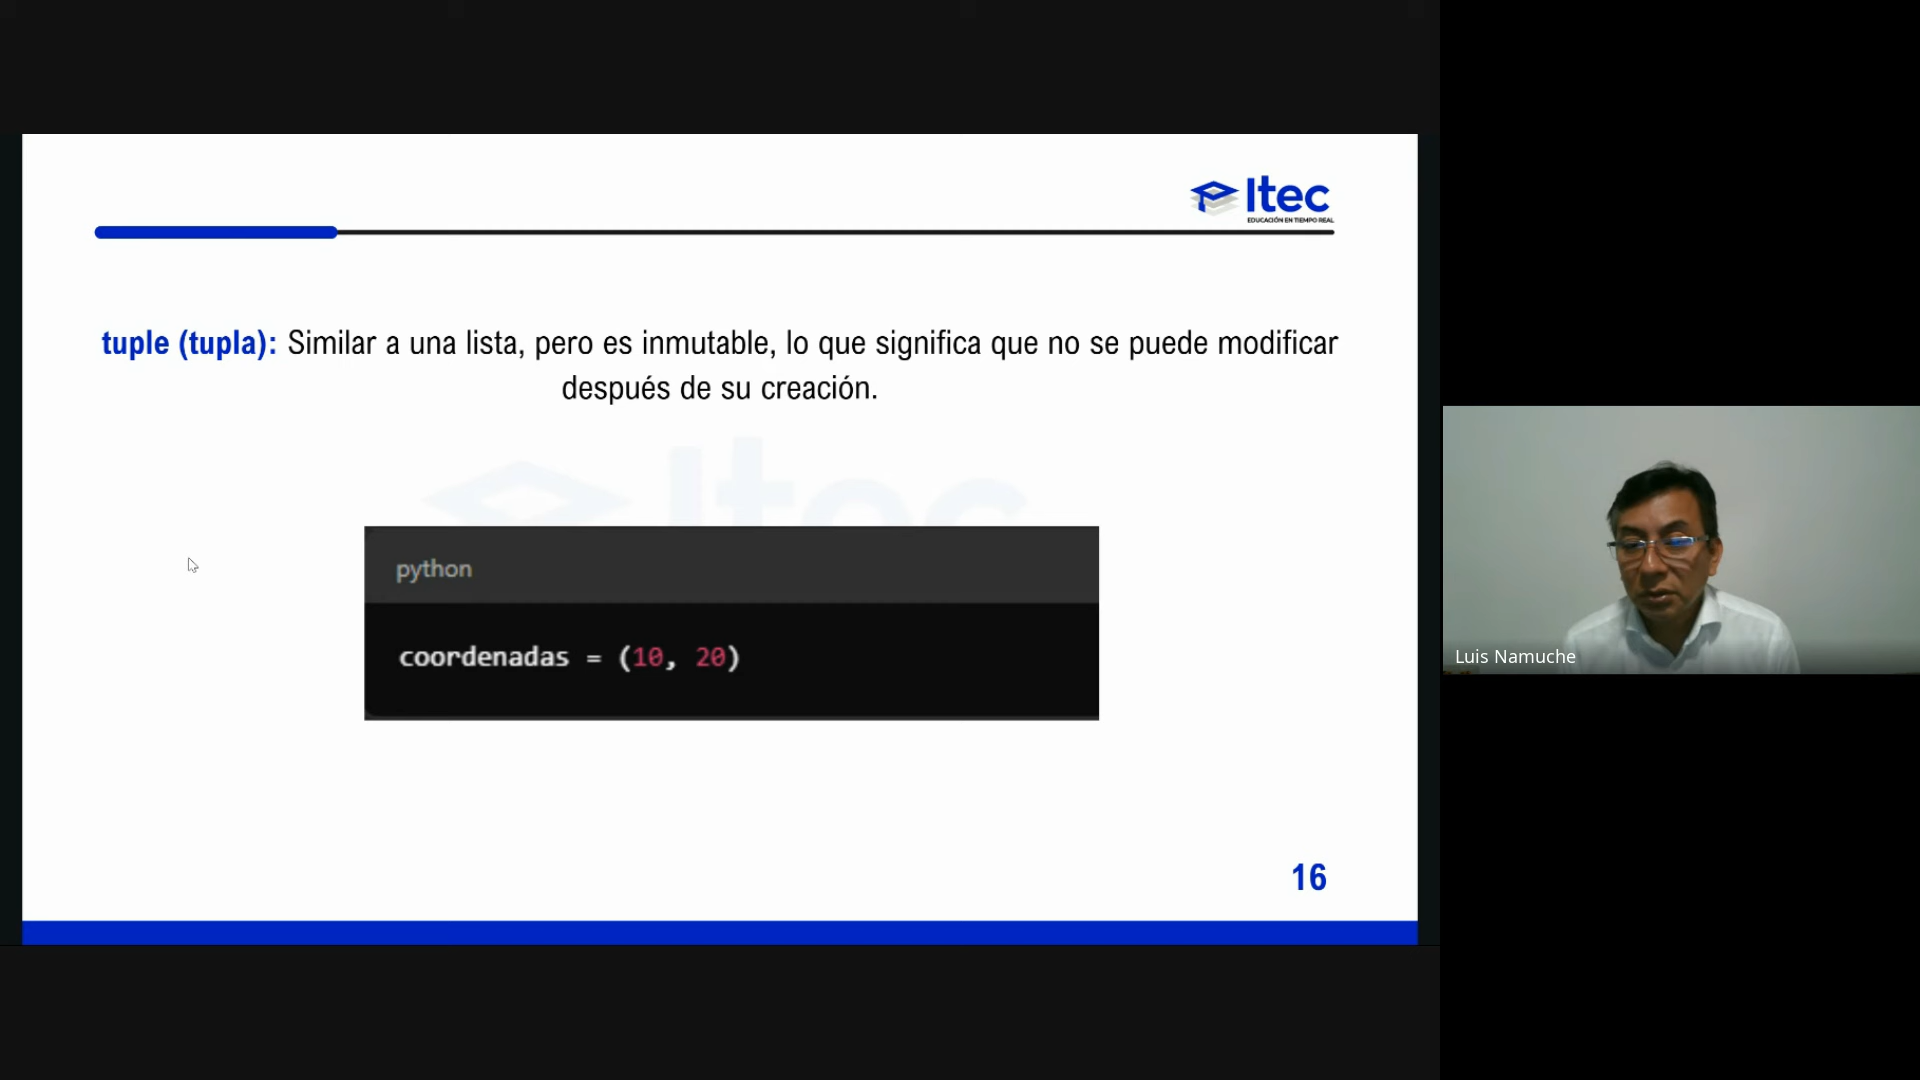 Itec
EDUCACIÓN EN TIEMPO REAL
tuple (tupla): Similar a una lista, pero es inmutable, lo que significa que no se puede modificar
después de su creación.
Itec
python
coordenadas = (10, 20)
16
Luis Namuche